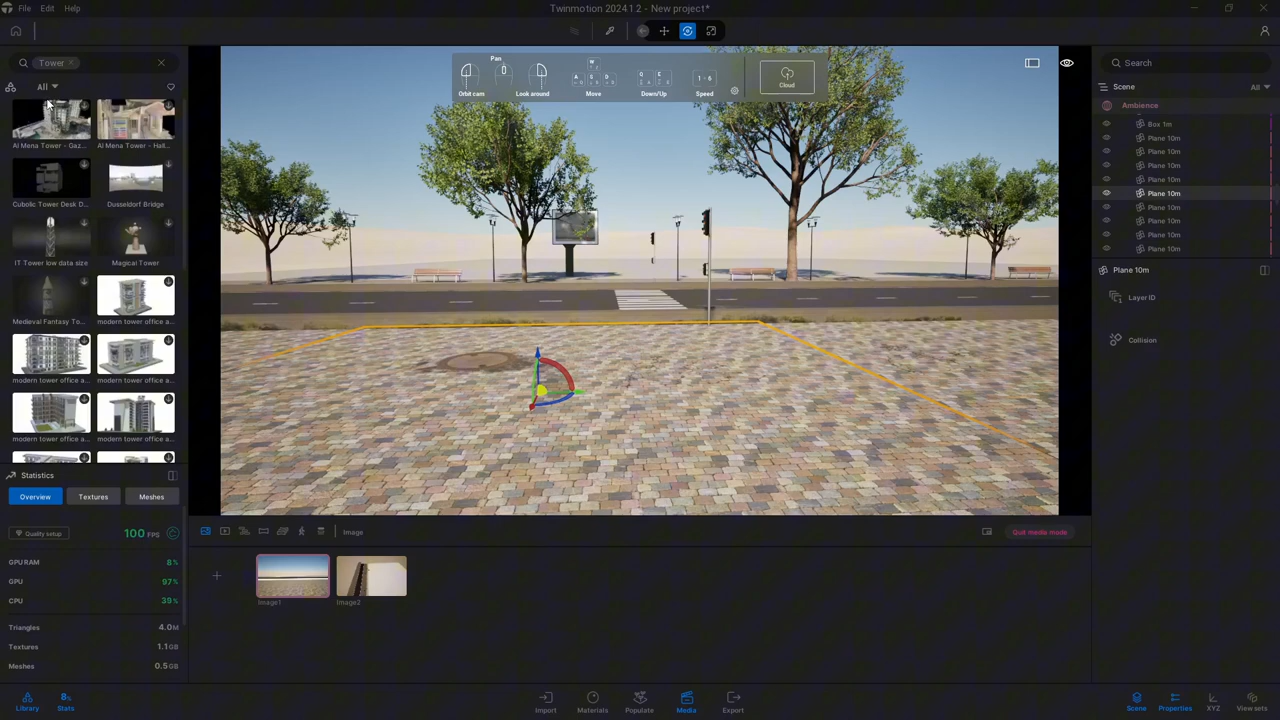 File Edit Help
Twinmotion 2024.1.2 - New project*
Tower
All
Al Mena Tower - Gaz...
Al Mena Tower - Hall...
Cubolic Tower Desk D...
Dusseldorf Bridge
IT Tower low data size
Magical Tower
Medieval Fantasy To...
modern tower office a...
modern tower office a...
modern tower office a...
modern tower office a...
modern tower office a...
Statistics
Overview
Textures
Meshes
Quality setup
100 FPS
GPU RAM 8%
GPU 97%
CPU 39%
Triangles 4.0M
Textures 1.1GB
Meshes 0.5GB
Pan
Orbit cam
Look around
W
A S D
Move
Q E
Down/Up
1 - 6
Speed
Cloud
Image
Quit media mode
Image1
Image2
Search
Scene
All
Ambience
Box 1m
Plane 10m
Plane 10m
Plane 10m
Plane 10m
Plane 10m
Plane 10m
Plane 10m
Plane 10m
Plane 10m
Plane 10m
Layer ID
Collision
Library
8%
Stats
Import
Materials
Populate
Media
Export
Scene
Properties
XYZ
View sets